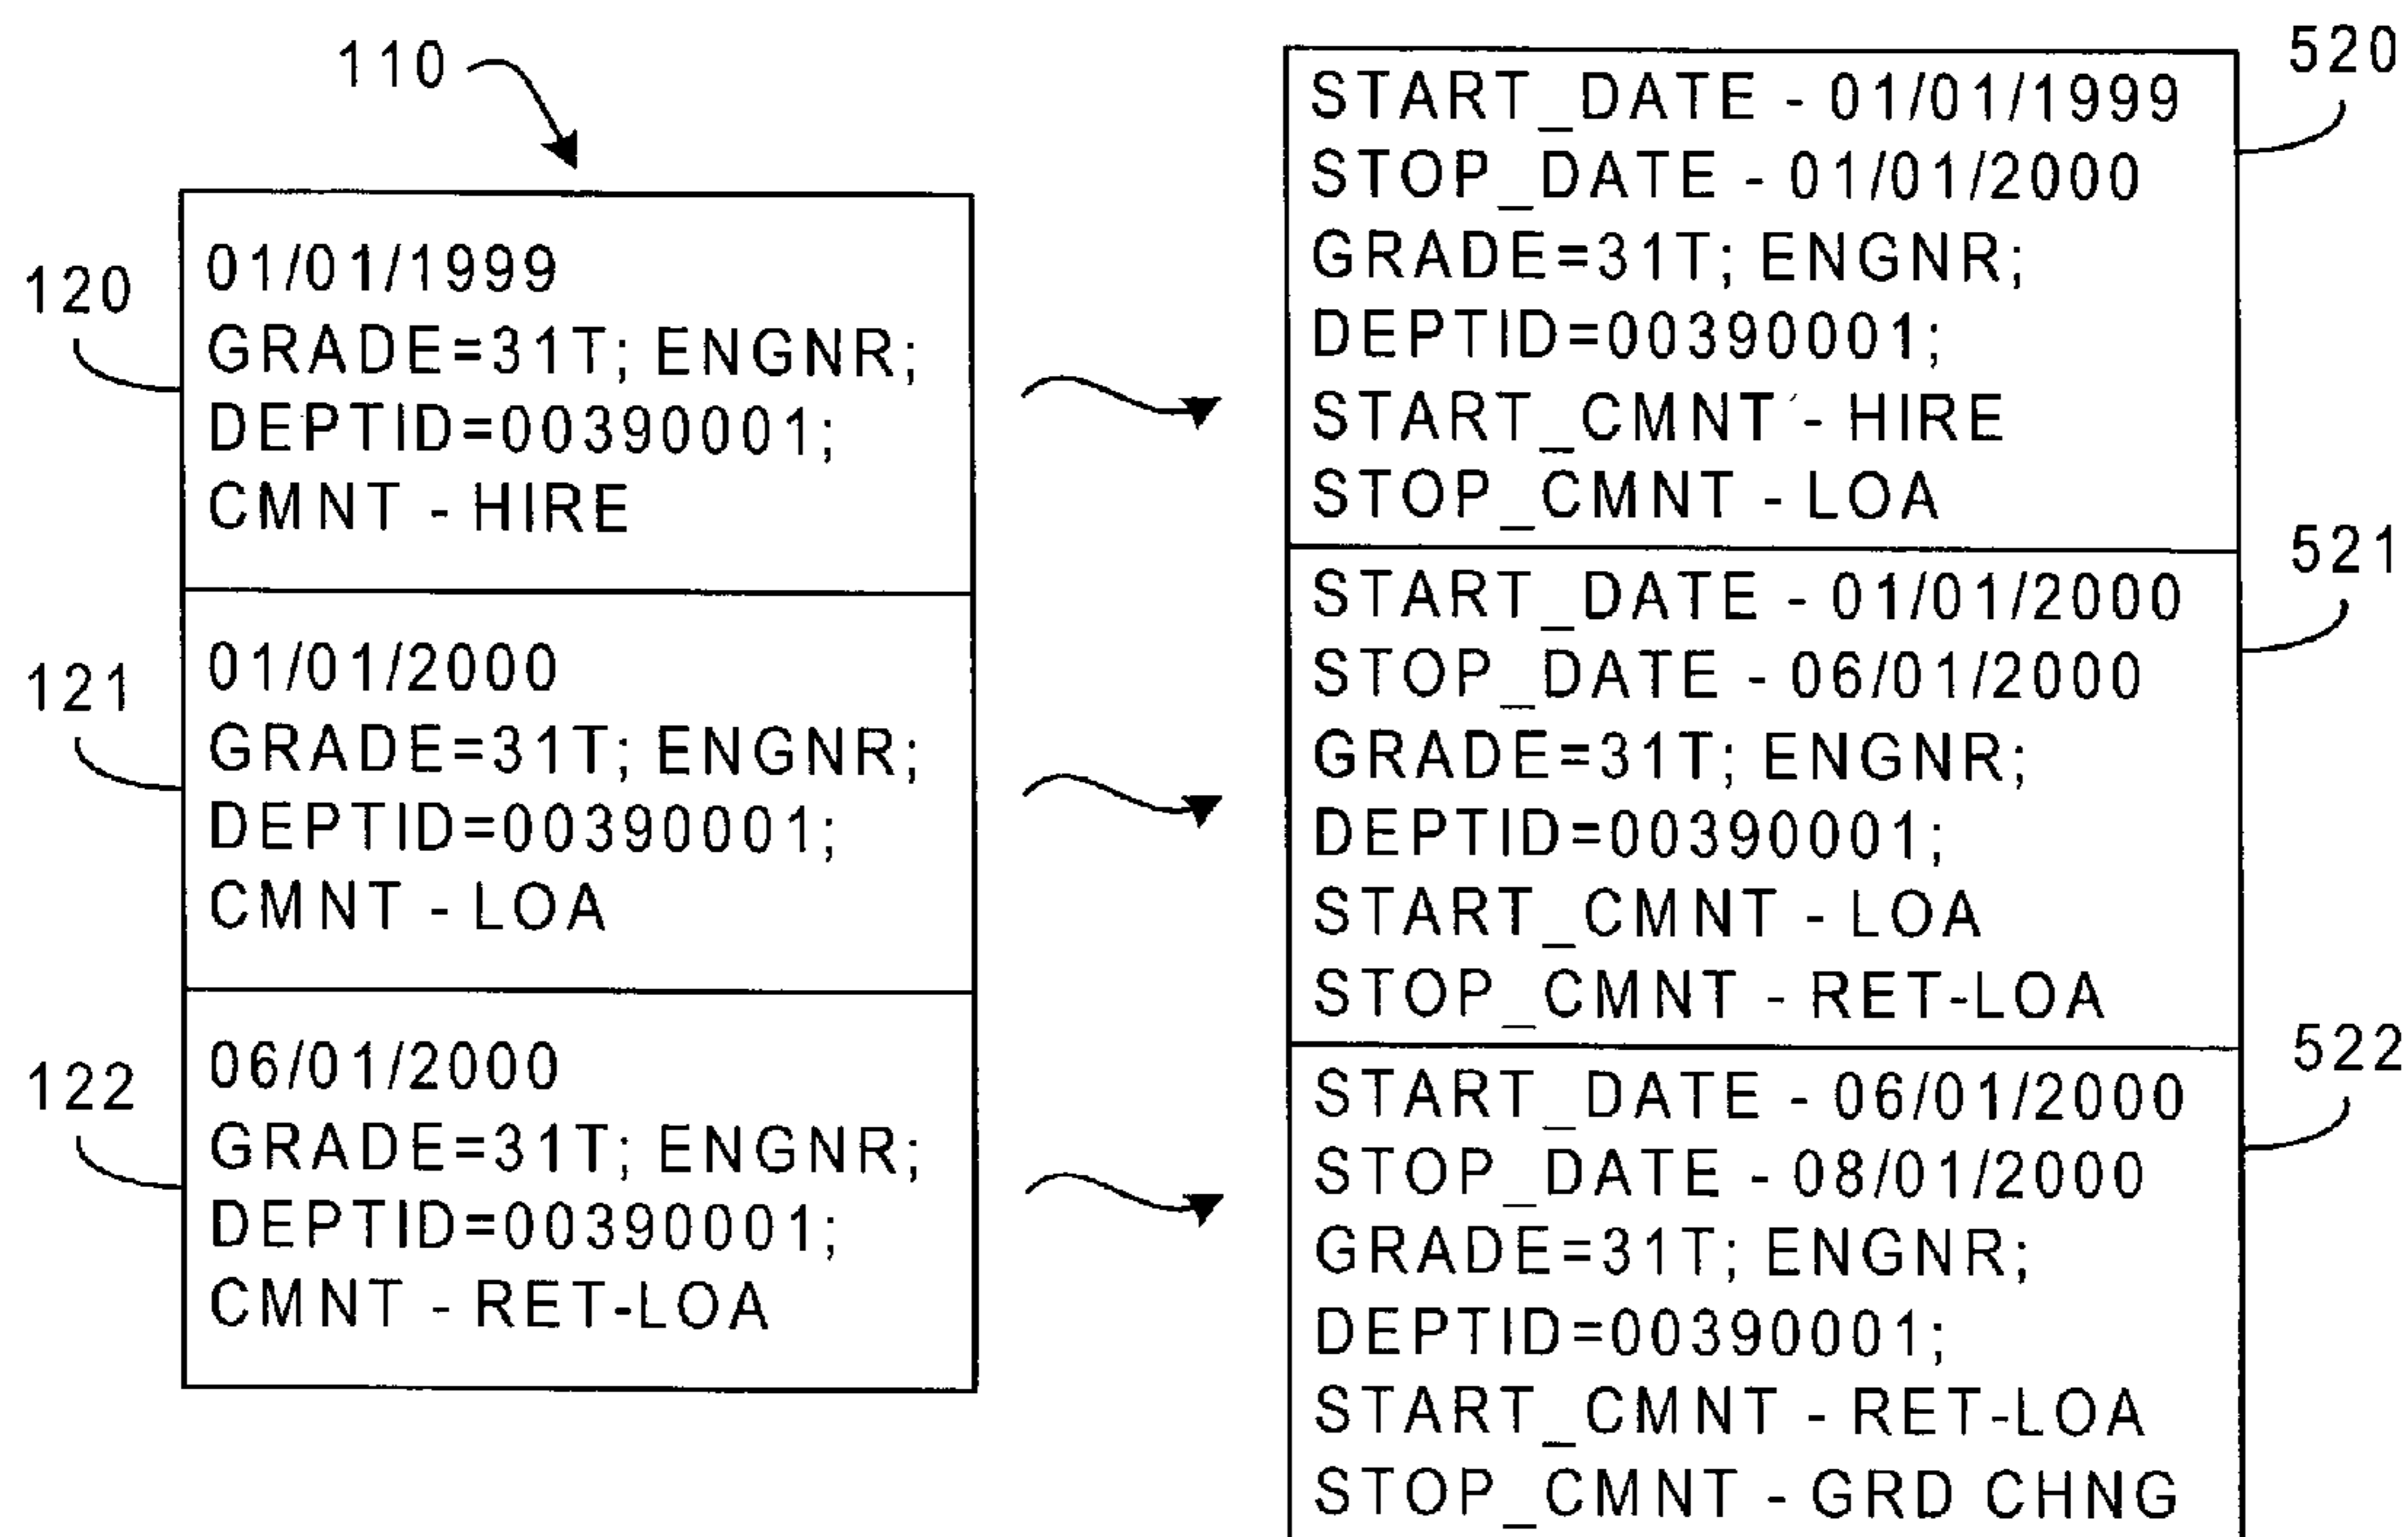 110
120
01/01/1999
GRADE=31T; ENGNR;
DEPTID=00390001;
CMNT - HIRE
121
01/01/2000
GRADE=31T; ENGNR;
DEPTID=00390001;
CMNT - LOA
122
06/01/2000
GRADE=31T; ENGNR;
DEPTID=00390001;
CMNT - RET-LOA
520
START_DATE - 01/01/1999
STOP_DATE - 01/01/2000
GRADE=31T; ENGNR;
DEPTID=00390001;
START_CMNT - HIRE
STOP_CMNT - LOA
521
START_DATE - 01/01/2000
STOP_DATE - 06/01/2000
GRADE=31T; ENGNR;
DEPTID=00390001;
START_CMNT - LOA
STOP_CMNT - RET-LOA
522
START_DATE - 06/01/2000
STOP_DATE - 08/01/2000
GRADE=31T; ENGNR;
DEPTID=00390001;
START_CMNT - RET-LOA
STOP_CMNT - GRD CHNG